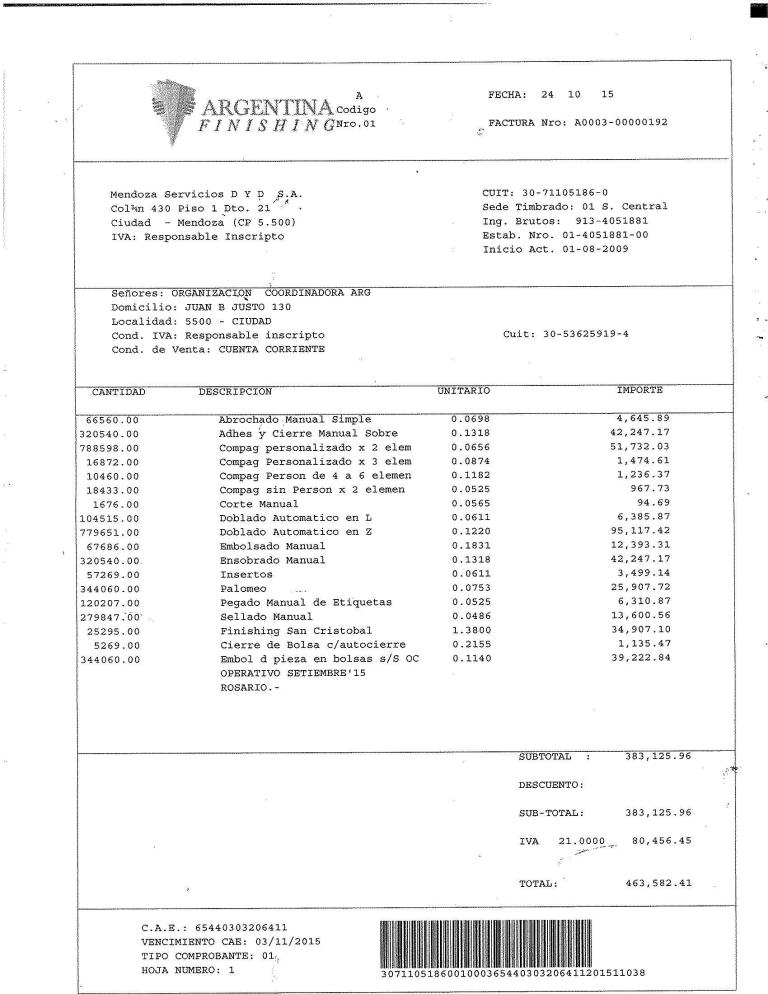 A
ARGENTINA Codigo
FINISHING Nro.01
FECHA: 24 10 15
FACTURA Nro: A0003-00000192
Mendoza Servicios D Y D S.A.
Col¾n 430 Piso 1 Dto. 21
Ciudad - Mendoza (CP 5.500)
IVA: Responsable Inscripto
CUIT: 30-71105186-0
Sede Timbrado: 01 S. Central
Ing. Brutos: 913-4051881
Estab. Nro. 01-4051881-00
Inicio Act. 01-08-2009
Señores: ORGANIZACION COORDINADORA ARG
Domicilio: JUAN B JUSTO 130
Localidad: 5500 - CIUDAD
Cond. IVA: Responsable inscripto Cuit: 30-53625919-4
Cond. de Venta: CUENTA CORRIENTE
CANTIDAD DESCRIPCION UNITARIO IMPORTE
66560.00 Abrochado Manual Simple 0.0698 4,645.89
320540.00 Adhes y Cierre Manual Sobre 0.1318 42,247.17
788598.00 Compag personalizado x 2 elem 0.0656 51,732.03
16872.00 Compag Personalizado x 3 elem 0.0874 1,474.61
10460.00 Compag Person de 4 a 6 elemen 0.1182 1,236.37
18433.00 Compag sin Person x 2 elemen 0.0525 967.73
1676.00 Corte Manual 0.0565 94.69
104515.00 Doblado Automatico en L 0.0611 6,385.87
779651.00 Doblado Automatico en Z 0.1220 95,117.42
67686.00 Embolsado Manual 0.1831 12,393.31
320540.00 Ensobrado Manual 0.1318 42,247.17
57269.00 Insertos 0.0611 3,499.14
344060.00 Palomeo 0.0753 25,907.72
120207.00 Pegado Manual de Etiquetas 0.0525 6,310.87
279847.00 Sellado Manual 0.0486 13,600.56
25295.00 Finishing San Cristobal 1.3800 34,907.10
5269.00 Cierre de Bolsa c/autocierre 0.2155 1,135.47
344060.00 Embol d pieza en bolsas s/S OC 0.1140 39,222.84
OPERATIVO SETIEMBRE'15
ROSARIO.-
SUBTOTAL : 383,125.96
DESCUENTO:
SUB-TOTAL: 383,125.96
IVA 21.0000 80,456.45
TOTAL: 463,582.41
C.A.E.: 65440303206411
VENCIMIENTO CAE: 03/11/2015
TIPO COMPROBANTE: 01
HOJA NUMERO: 1
3071105186001000365440303206411201511038